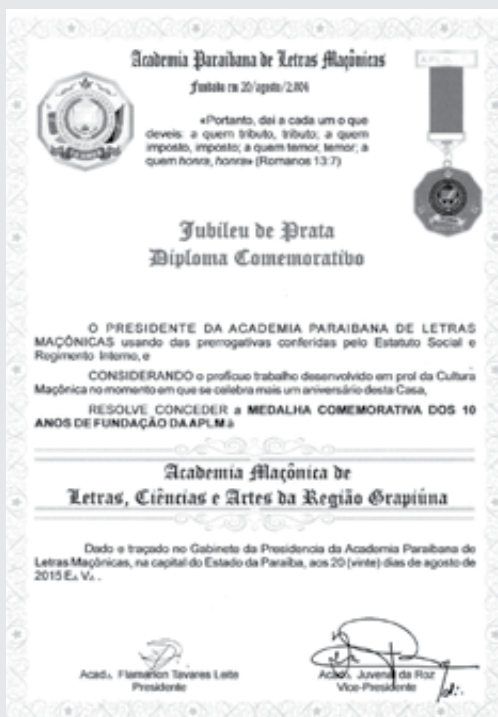 Academia Paraibana de Letras Maçônicas
Fundada em 20/agosto/2.004
«Portanto, dai a cada um o que
deveis: a quem tributo, tributo; a quem
imposto, imposto; a quem temor, temor; a
quem honra, honra» (Romanos 13:7)
Jubileu de Prata
Diploma Comemorativo
O PRESIDENTE DA ACADEMIA PARAIBANA DE LETRAS
MAÇÔNICAS usando das prerrogativas conferidas pelo Estatuto Social e
Regimento Interno, e
CONSIDERANDO o profícuo trabalho desenvolvido em prol da Cultura
Maçônica no momento em que se celebra mais um aniversário desta Casa,
RESOLVE CONCEDER a MEDALHA COMEMORATIVA DOS 10
ANOS DE FUNDAÇÃO DA APLM à
Academia Maçônica de
Letras, Ciências e Artes da Região Grapiúna
Dado e traçado no Gabinete da Presidencia da Academia Paraibana de
Letras Maçônicas, na capital do Estado da Paraíba, aos 20 (vinte) dias de agosto de
2015 E∴ V∴.
Acad∴ Flamarion Tavares Leite
Presidente
Acad∴ Juvenal da Roz
Vice-Presidente